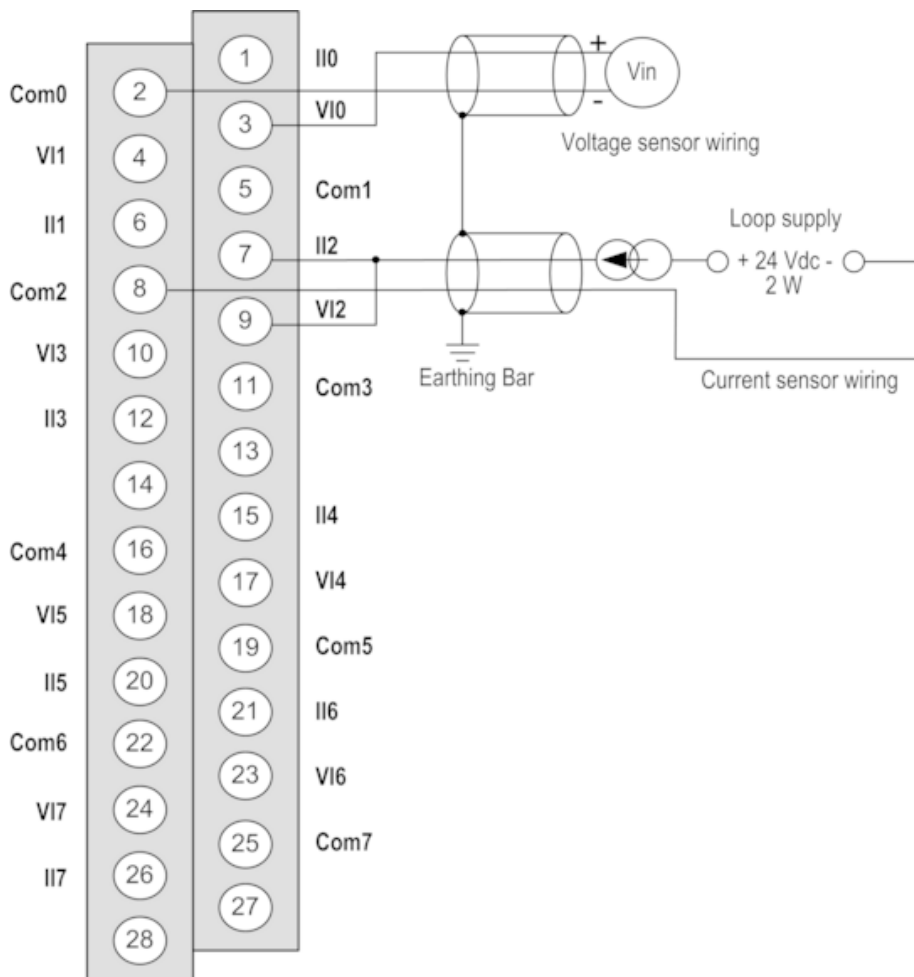 1 II0
Com0 2
3 VI0
VI1 4
5 Com1
II1 6
7 II2
Com2 8
9 VI2
VI3 10
11 Com3
II3 12
13
14
15 II4
Com4 16
17 VI4
VI5 18
19 Com5
II5 20
21 II6
Com6 22
23 VI6
VI7 24
25 Com7
II7 26
27
28
+
Vin
-
Voltage sensor wiring
Loop supply
+ 24 Vdc -
2 W
Earthing Bar
Current sensor wiring